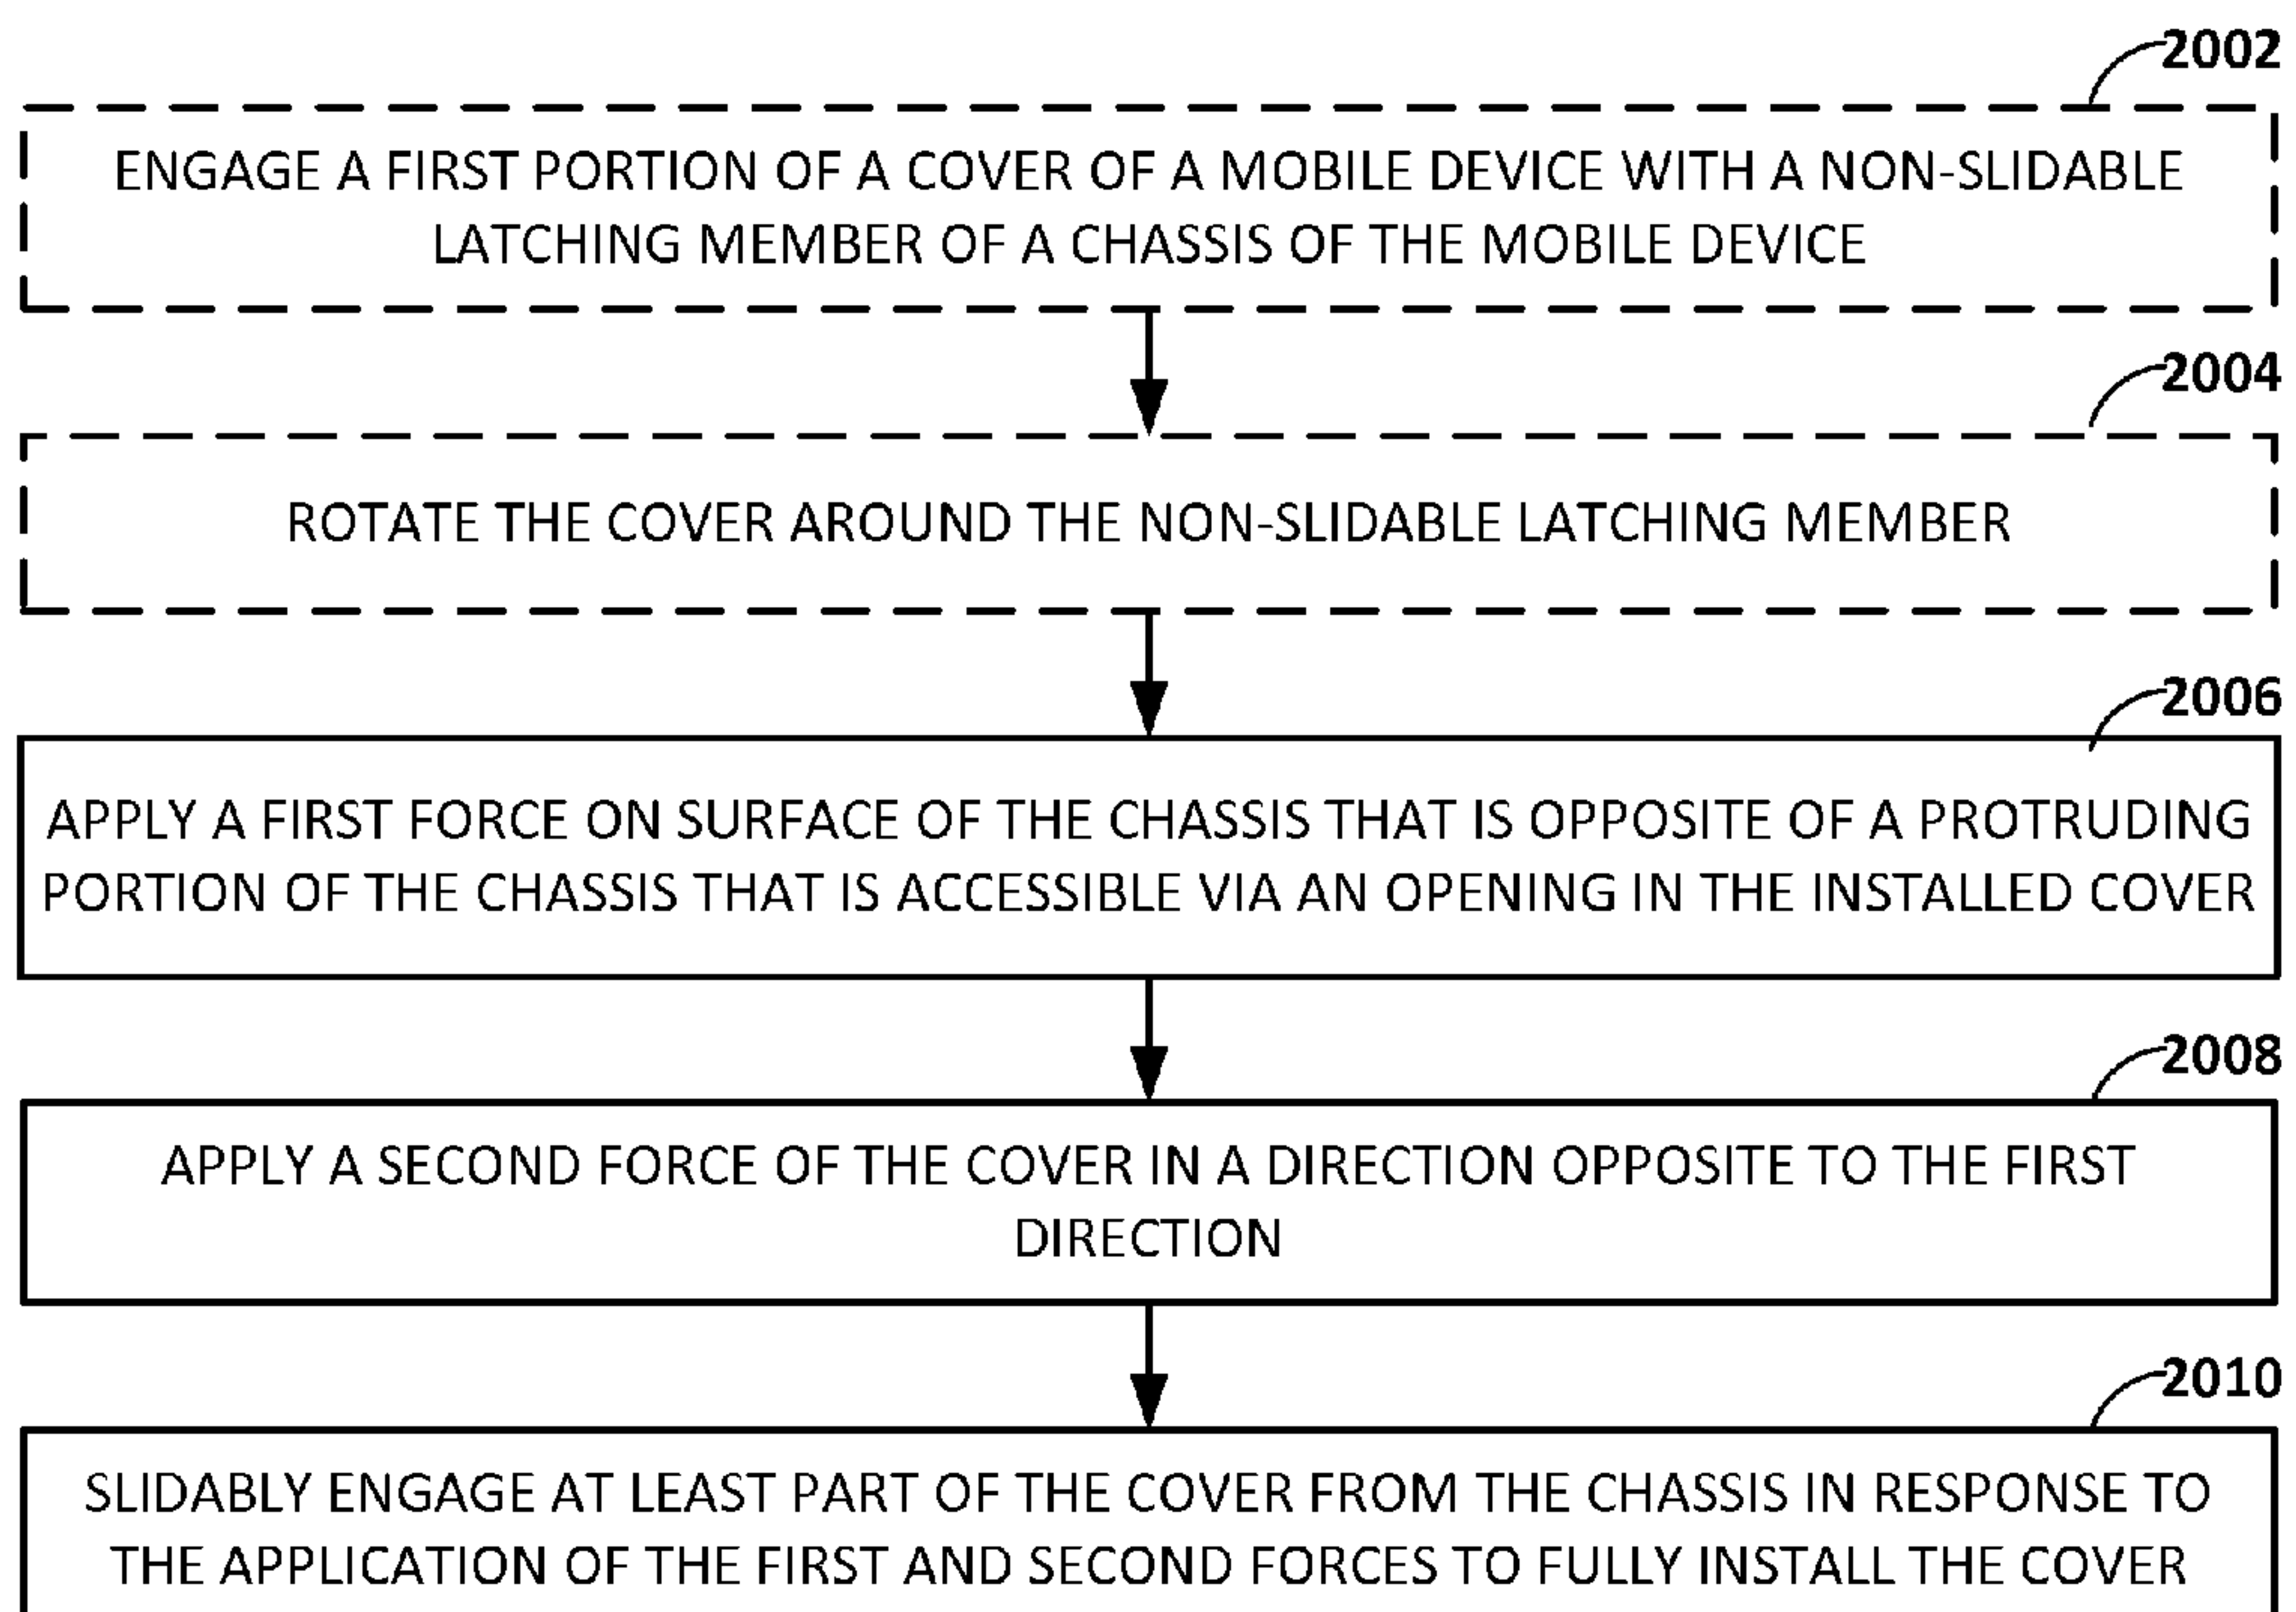 2002
ENGAGE A FIRST PORTION OF A COVER OF A MOBILE DEVICE WITH A NON-SLIDABLE
LATCHING MEMBER OF A CHASSIS OF THE MOBILE DEVICE
2004
ROTATE THE COVER AROUND THE NON-SLIDABLE LATCHING MEMBER
2006
APPLY A FIRST FORCE ON SURFACE OF THE CHASSIS THAT IS OPPOSITE OF A PROTRUDING
PORTION OF THE CHASSIS THAT IS ACCESSIBLE VIA AN OPENING IN THE INSTALLED COVER
2008
APPLY A SECOND FORCE OF THE COVER IN A DIRECTION OPPOSITE TO THE FIRST
DIRECTION
2010
SLIDABLY ENGAGE AT LEAST PART OF THE COVER FROM THE CHASSIS IN RESPONSE TO
THE APPLICATION OF THE FIRST AND SECOND FORCES TO FULLY INSTALL THE COVER